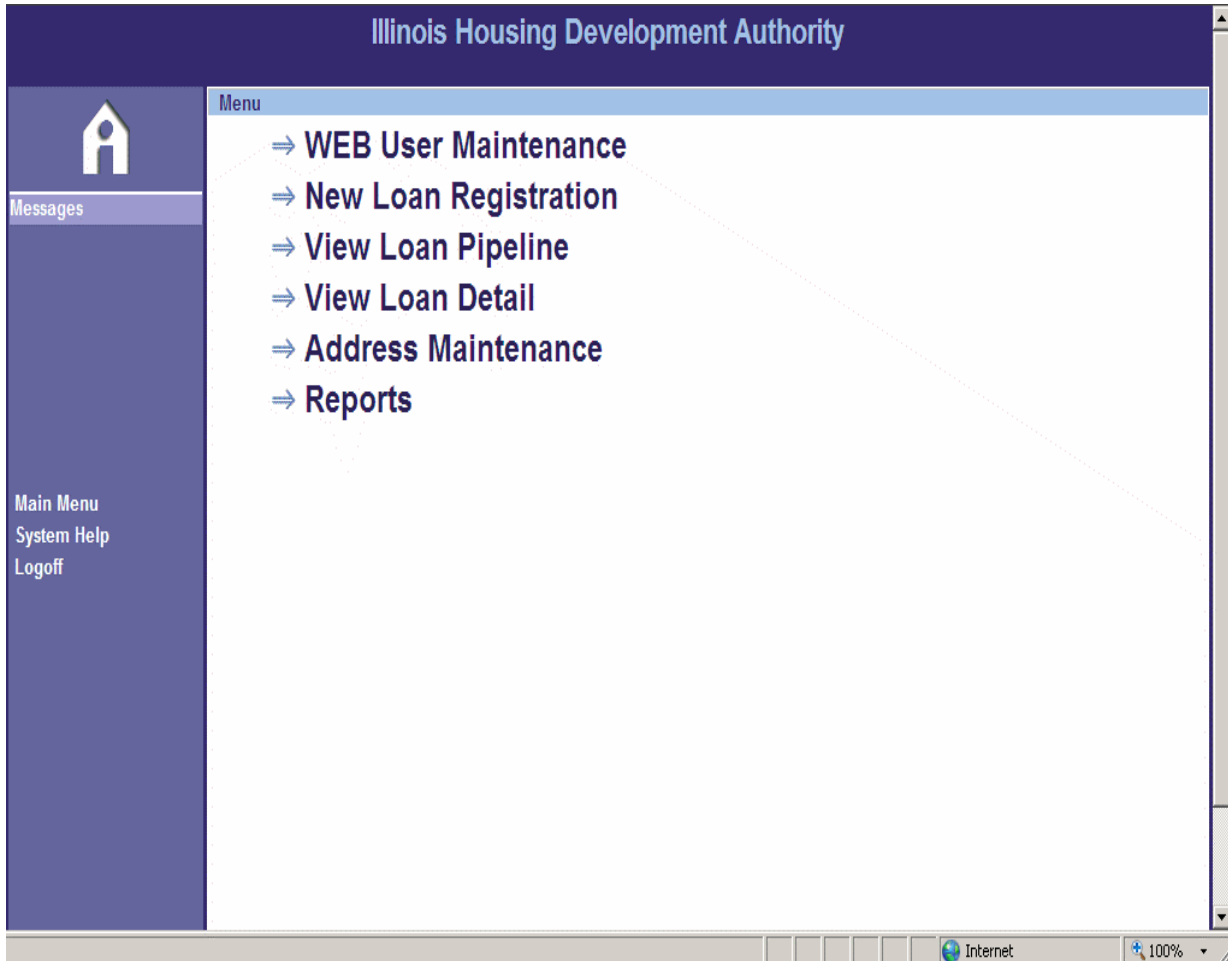 Illinois Housing Development Authority
Menu
WEB User Maintenance
New Loan Registration
View Loan Pipeline
View Loan Detail
Address Maintenance
Reports
Messages
Main Menu
System Help
Logoff
Internet
100%